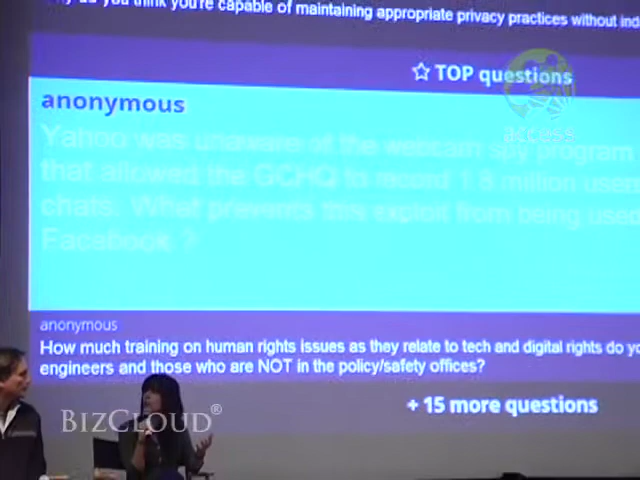 do you think you're capable of maintaining appropriate privacy practices without
☆ TOP questions
anonymous
access
Yahoo was unaware of the webcam spy program
that allowed the GCHQ to record 1.8 million
chats. What prevents this exploit from being used
Facebook ?
anonymous
How much training on human rights issues as they relate to tech and digital rights do
engineers and those who are NOT in the policy/safety offices?
+ 15 more questions
BIZCLOUD®